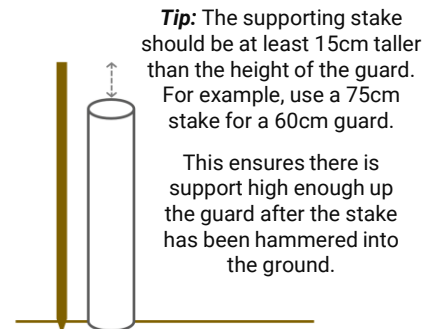 Tip: The supporting stake
should be at least 15cm taller
than the height of the guard.
For example, use a 75cm
stake for a 60cm guard.
This ensures there is
support high enough up
the guard after the stake
has been hammered into
the ground.